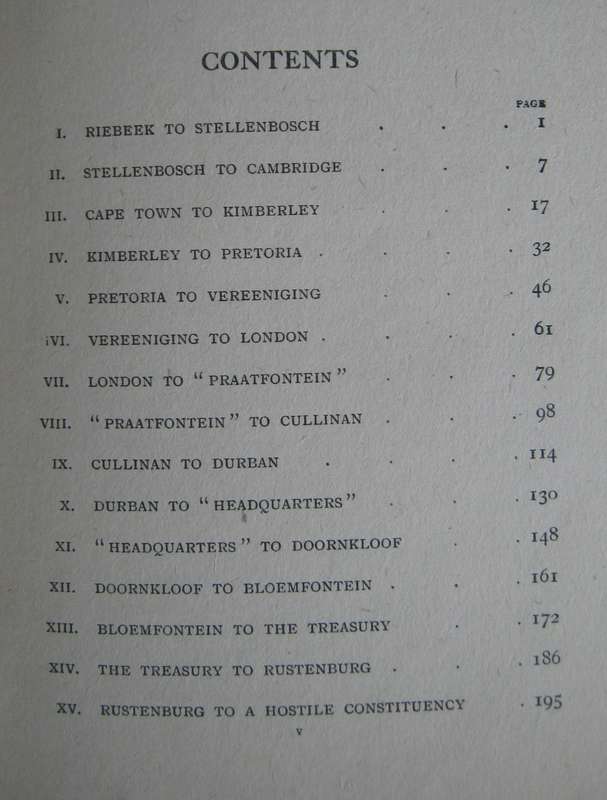 CONTENTS
PAGE
I. RIEBEEK TO STELLENBOSCH . . . 1
II. STELLENBOSCH TO CAMBRIDGE . . . 7
III. CAPE TOWN TO KIMBERLEY . . . 17
IV. KIMBERLEY TO PRETORIA . . . . 32
V. PRETORIA TO VEREENIGING . . . 46
VI. VEREENIGING TO LONDON . . . . 61
VII. LONDON TO "PRAATFONTEIN" . . . 79
VIII. "PRAATFONTEIN" TO CULLINAN . . . 98
IX. CULLINAN TO DURBAN . . . . 114
X. DURBAN TO "HEADQUARTERS" . . . 130
XI. "HEADQUARTERS" TO DOORNKLOOF . . 148
XII. DOORNKLOOF TO BLOEMFONTEIN . . . 161
XIII. BLOEMFONTEIN TO THE TREASURY . . 172
XIV. THE TREASURY TO RUSTENBURG . . . 186
XV. RUSTENBURG TO A HOSTILE CONSTITUENCY . 195
v